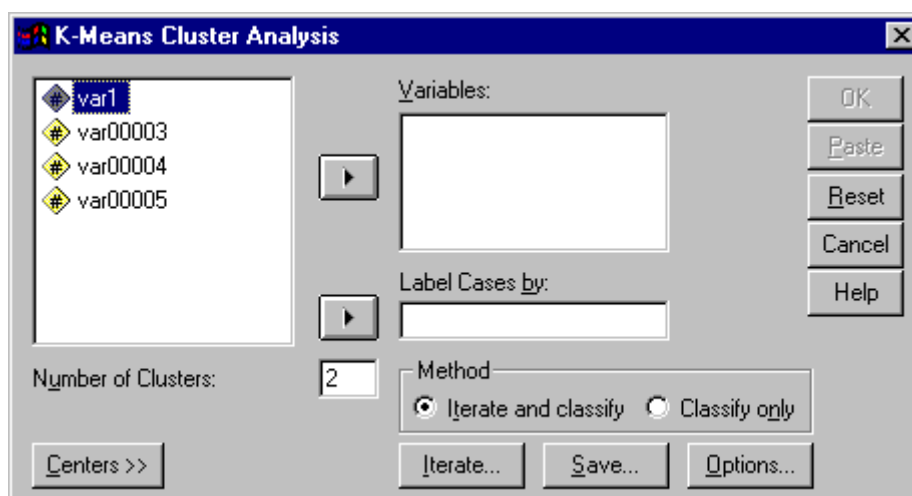 K-Means Cluster Analysis
var1
var00003
var00004
var00005
Variables:
Label Cases by:
Number of Clusters:
2
Method
Iterate and classify
Classify only
Centers >>
Iterate...
Save...
Options...
OK
Paste
Reset
Cancel
Help